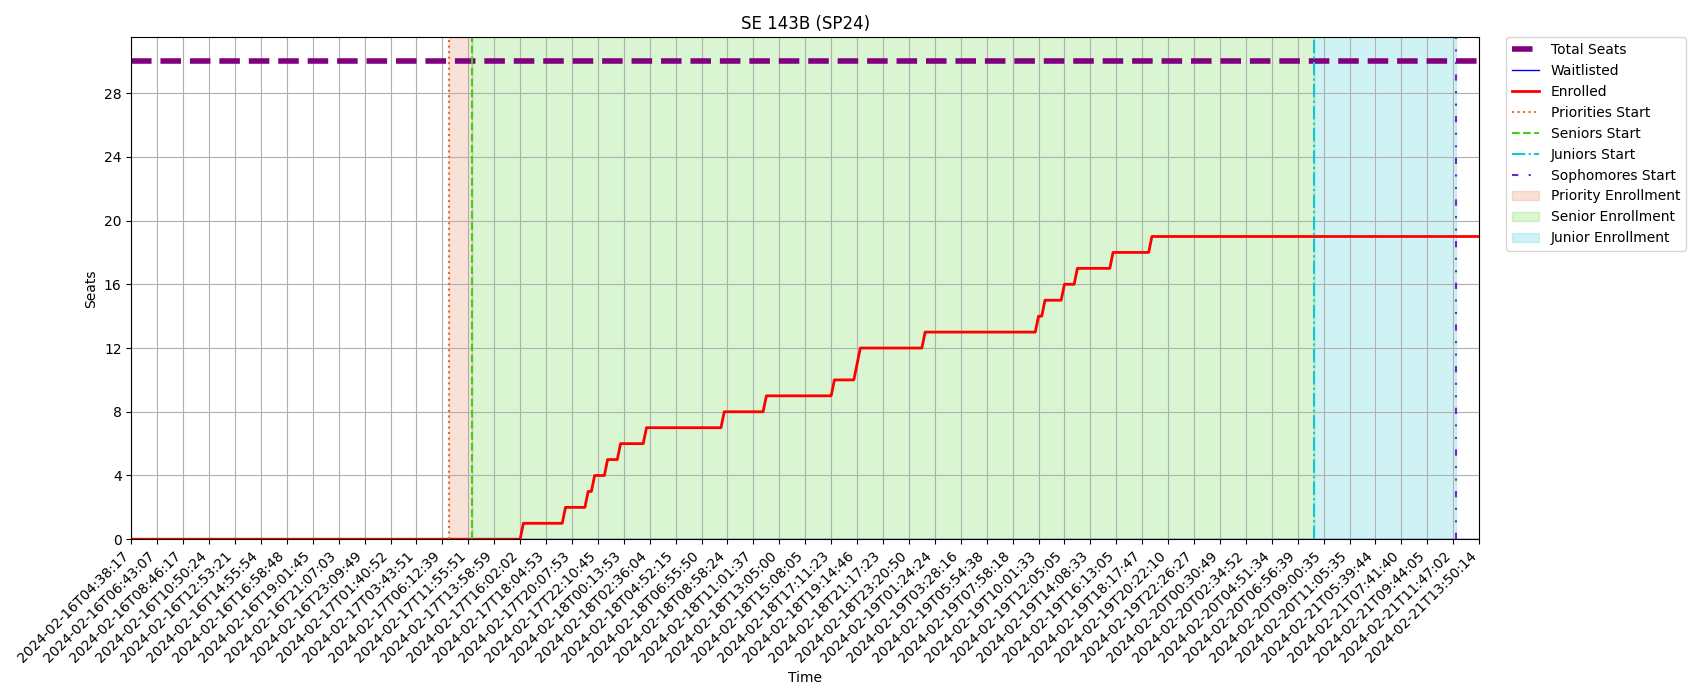 SE 143B (SP24)
Total Seats
Waitlisted
Enrolled
Priorities Start
Seniors Start
Juniors Start
Sophomores Start
Priority Enrollment
Senior Enrollment
Junior Enrollment
Seats
28
24
20
16
12
8
4
0
2024-02-16T04:38:17
2024-02-16T06:43:07
2024-02-16T08:46:17
2024-02-16T10:50:24
2024-02-16T12:53:21
2024-02-16T14:55:54
2024-02-16T16:58:48
2024-02-16T19:01:45
2024-02-16T21:07:03
2024-02-16T23:09:49
2024-02-17T01:40:52
2024-02-17T03:43:51
2024-02-17T06:12:39
2024-02-17T11:55:51
2024-02-17T13:58:59
2024-02-17T16:02:02
2024-02-17T18:04:53
2024-02-17T20:07:53
2024-02-17T22:10:45
2024-02-18T00:13:53
2024-02-18T02:36:04
2024-02-18T04:52:15
2024-02-18T06:55:50
2024-02-18T08:58:24
2024-02-18T11:01:37
2024-02-18T13:05:00
2024-02-18T15:08:05
2024-02-18T17:11:23
2024-02-18T19:14:46
2024-02-18T21:17:23
2024-02-18T23:20:50
2024-02-19T01:24:24
2024-02-19T03:28:16
2024-02-19T05:54:38
2024-02-19T07:58:18
2024-02-19T10:01:33
2024-02-19T12:05:05
2024-02-19T14:08:33
2024-02-19T16:13:05
2024-02-19T18:17:47
2024-02-19T20:22:10
2024-02-19T22:26:27
2024-02-20T00:30:49
2024-02-20T02:34:52
2024-02-20T04:51:34
2024-02-20T06:56:39
2024-02-20T09:00:35
2024-02-20T11:05:35
2024-02-21T05:39:44
2024-02-21T07:41:40
2024-02-21T09:44:05
2024-02-21T11:47:02
2024-02-21T13:50:14
Time